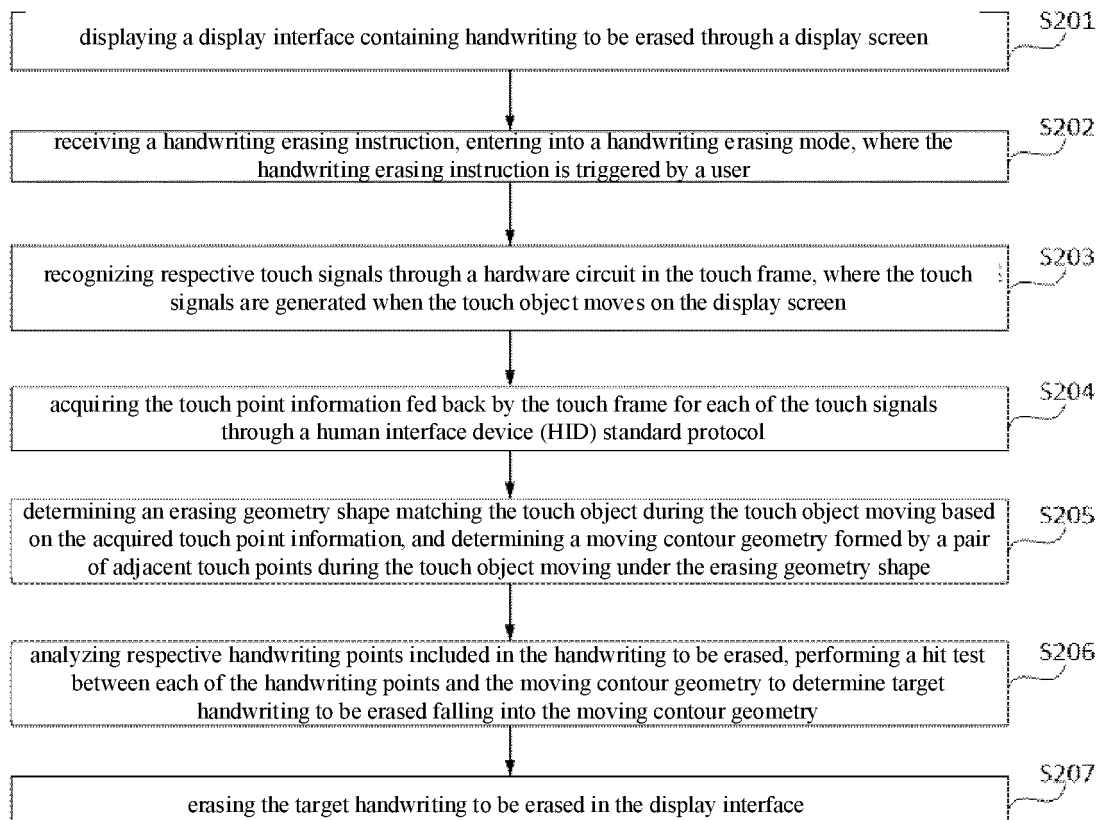 displaying a display interface containing handwriting to be erased through a display screen
S201
receiving a handwriting erasing instruction, entering into a handwriting erasing mode, where the
handwriting erasing instruction is triggered by a user
S202
recognizing respective touch signals through a hardware circuit in the touch frame, where the touch
signals are generated when the touch object moves on the display screen
S203
acquiring the touch point information fed back by the touch frame for each of the touch signals
through a human interface device (HID) standard protocol
S204
determining an erasing geometry shape matching the touch object during the touch object moving based
on the acquired touch point information, and determining a moving contour geometry formed by a pair
of adjacent touch points during the touch object moving under the erasing geometry shape
S205
analyzing respective handwriting points included in the handwriting to be erased, performing a hit test
between each of the handwriting points and the moving contour geometry to determine target
handwriting to be erased falling into the moving contour geometry
S206
erasing the target handwriting to be erased in the display interface
S207